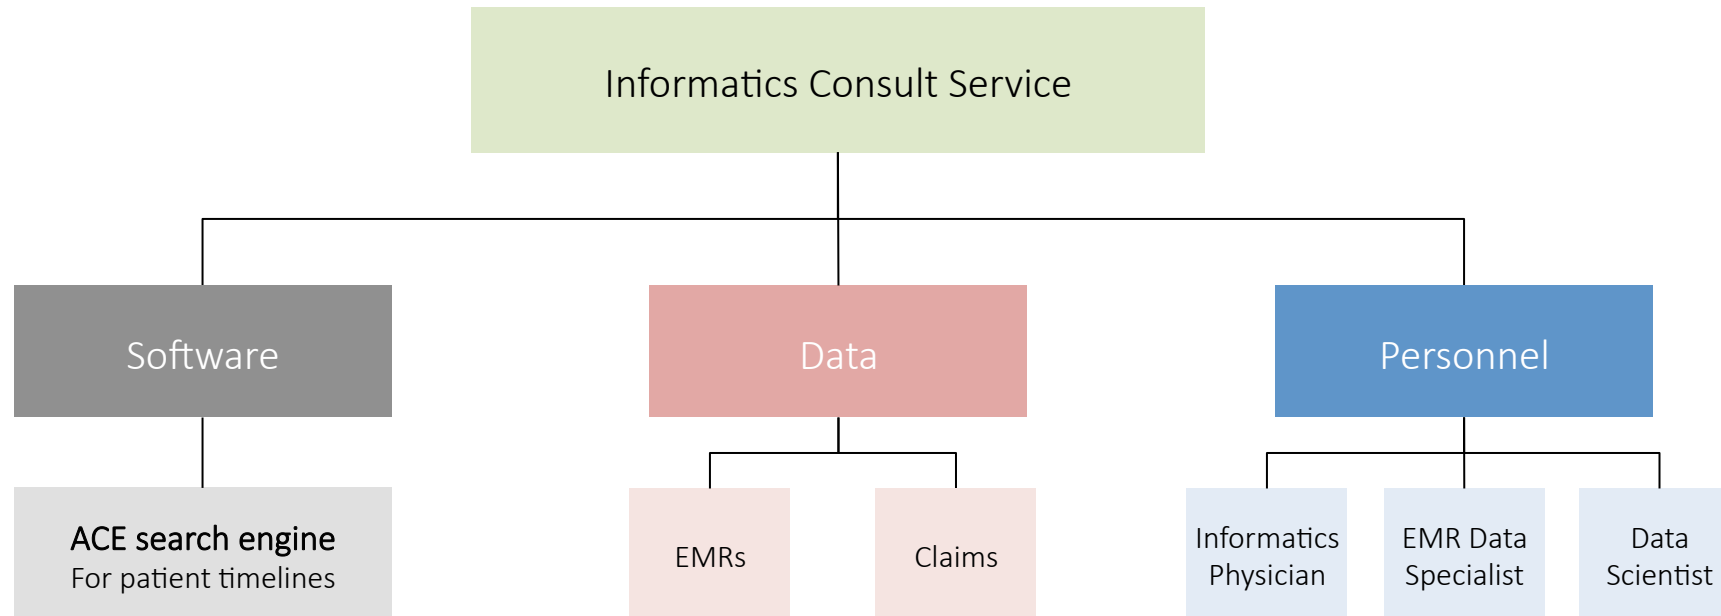 Informatics Consult Service
Software
Data
Personnel
ACE search engine
For patient timelines
EMRs
Claims
Informatics
Physician
EMR Data
Specialist
Data
Scientist